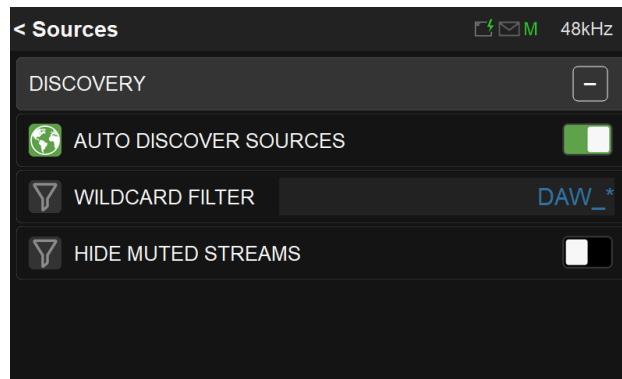 < Sources M 48kHz
DISCOVERY −
AUTO DISCOVER SOURCES
WILDCARD FILTER DAW_*
HIDE MUTED STREAMS